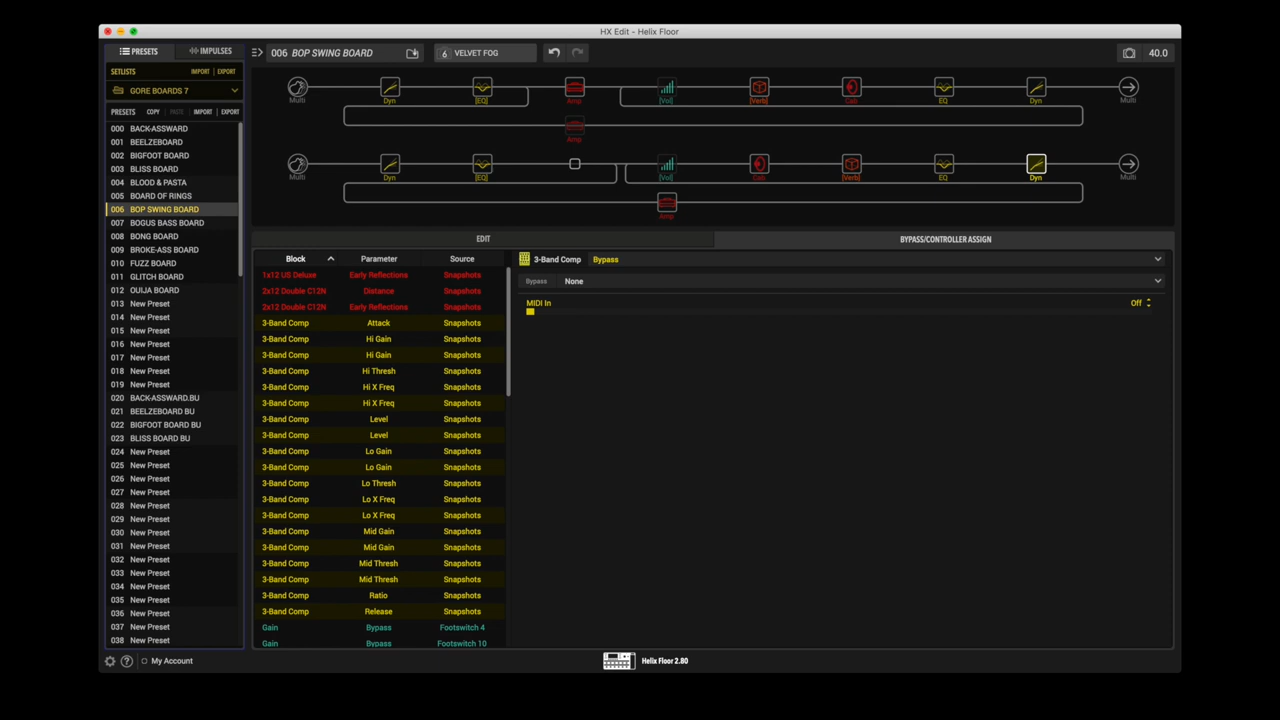 HX Edit - Helix Floor
PRESETS IMPULSES
006 BOP SWING BOARD 6 VELVET FOG 40.0
SETLISTS IMPORT EXPORT
GORE BOARDS 7
PRESETS COPY PASTE IMPORT EXPORT
000 BACK-ASSWARD
001 BEELZEBOARD
002 BIGFOOT BOARD
003 BLISS BOARD
004 BLOOD & PASTA
005 BOARD OF RINGS
006 BOP SWING BOARD
007 BOGUS BASS BOARD
008 BONG BOARD
009 BROKE-ASS BOARD
010 FUZZ BOARD
011 GLITCH BOARD
012 OUIJA BOARD
013 New Preset
014 New Preset
015 New Preset
016 New Preset
017 New Preset
018 New Preset
019 New Preset
020 BACK-ASSWARD.BU
021 BEELZEBOARD BU
022 BIGFOOT BOARD BU
023 BLISS BOARD BU
024 New Preset
025 New Preset
026 New Preset
027 New Preset
028 New Preset
029 New Preset
030 New Preset
031 New Preset
032 New Preset
033 New Preset
034 New Preset
035 New Preset
036 New Preset
037 New Preset
038 New Preset
Multi Dyn [EQ] Amp [Vol] [Verb] Cab EQ Dyn Multi
Amp
Multi Dyn [EQ] [Vol] Cab [Verb] EQ Dyn Multi
Amp
EDIT BYPASS/CONTROLLER ASSIGN
Block Parameter Source
1x12 US Deluxe Early Reflections Snapshots
2x12 Double C12N Distance Snapshots
2x12 Double C12N Early Reflections Snapshots
3-Band Comp Attack Snapshots
3-Band Comp Hi Gain Snapshots
3-Band Comp Hi Gain Snapshots
3-Band Comp Hi Thresh Snapshots
3-Band Comp Hi X Freq Snapshots
3-Band Comp Hi X Freq Snapshots
3-Band Comp Level Snapshots
3-Band Comp Level Snapshots
3-Band Comp Lo Gain Snapshots
3-Band Comp Lo Gain Snapshots
3-Band Comp Lo Thresh Snapshots
3-Band Comp Lo X Freq Snapshots
3-Band Comp Lo X Freq Snapshots
3-Band Comp Mid Gain Snapshots
3-Band Comp Mid Gain Snapshots
3-Band Comp Mid Thresh Snapshots
3-Band Comp Mid Thresh Snapshots
3-Band Comp Ratio Snapshots
3-Band Comp Release Snapshots
Gain Bypass Footswitch 4
Gain Bypass Footswitch 10
3-Band Comp Bypass
Bypass None
MIDI In Off
My Account
Helix Floor 2.80